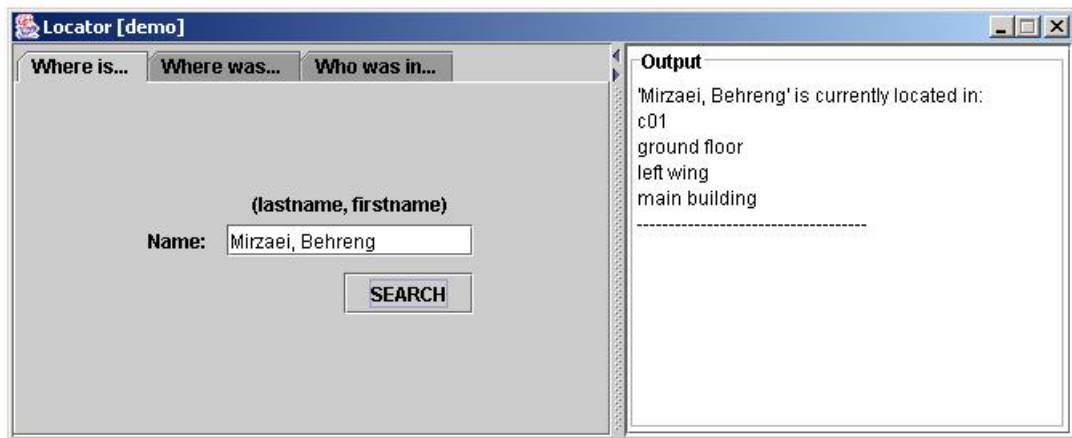 Locator [demo]
Where is...
Where was...
Who was in...
(lastname, firstname)
Name:
Mirzaei, Behreng
SEARCH
Output
'Mirzaei, Behreng' is currently located in:
c01
ground floor
left wing
main building
------------------------------------